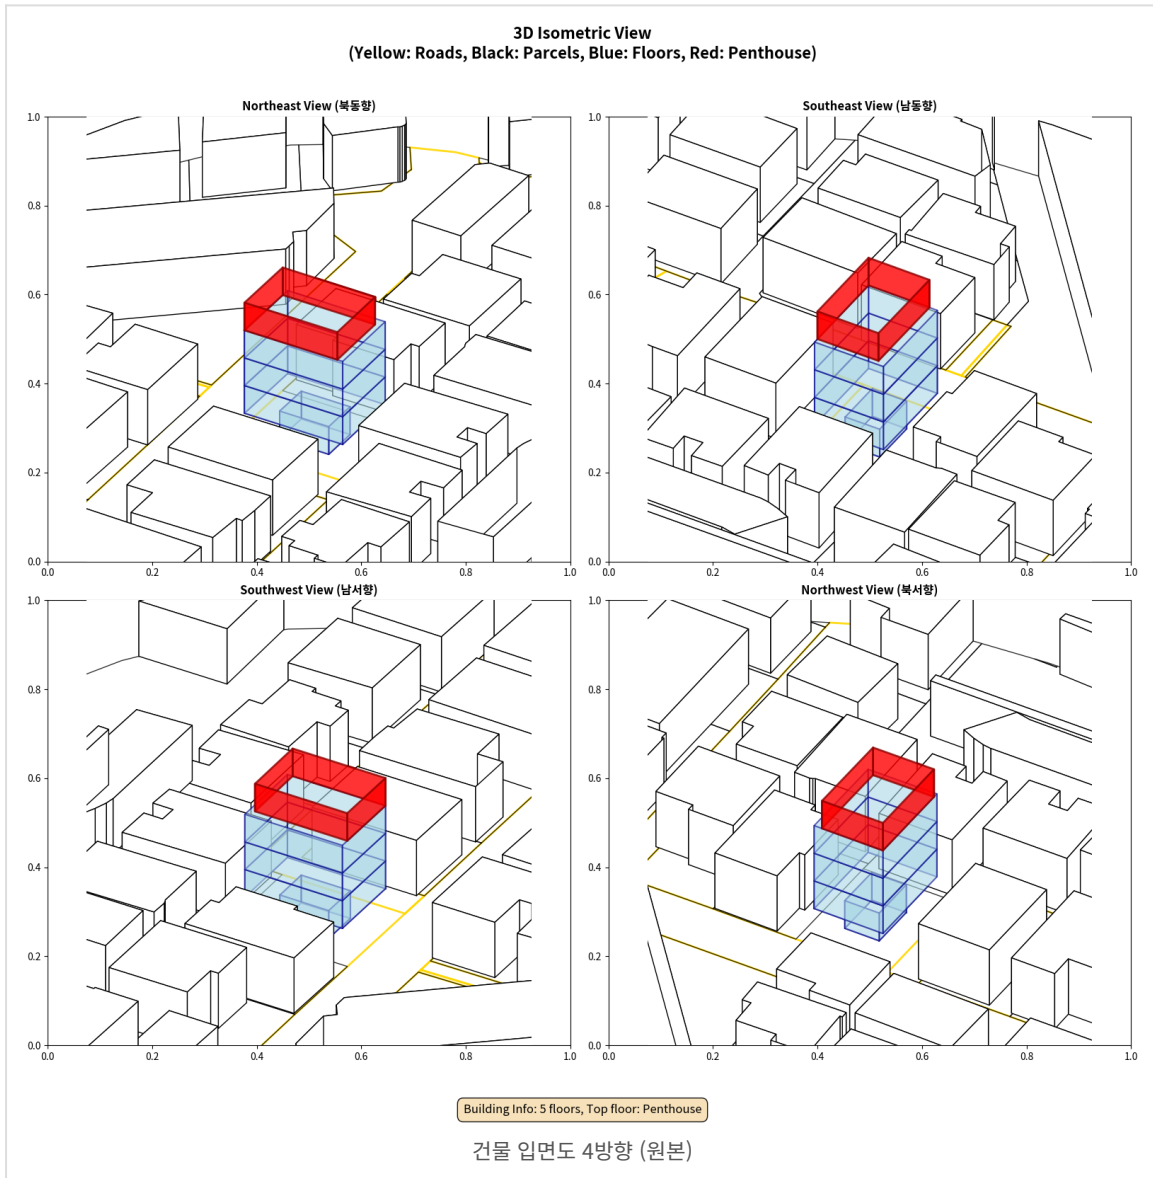 3D Isometric View
(Yellow: Roads, Black: Parcels, Blue: Floors, Red: Penthouse)
Northeast View (북동향)
1.0
0.8
0.6
0.4
0.2
0.0
0.0 0.2 0.4 0.6 0.8 1.0
Southeast View (남동향)
1.0
0.8
0.6
0.4
0.2
0.0
0.0 0.2 0.4 0.6 0.8 1.0
Southwest View (남서향)
1.0
0.8
0.6
0.4
0.2
0.0
0.0 0.2 0.4 0.6 0.8 1.0
Northwest View (북서향)
1.0
0.8
0.6
0.4
0.2
0.0
0.0 0.2 0.4 0.6 0.8 1.0
Building Info: 5 floors, Top floor: Penthouse
건물 입면도 4방향 (원본)